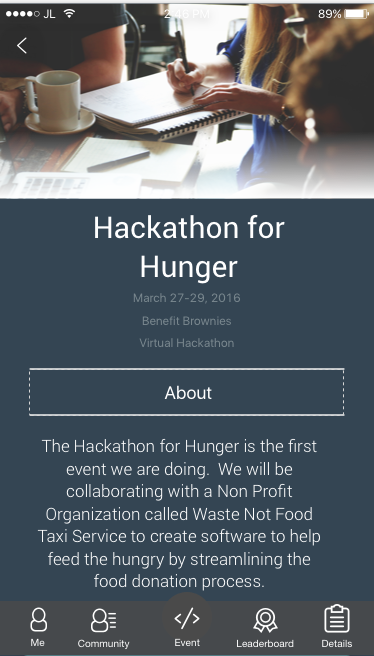 JL 2:46 PM 89%
Hackathon for
Hunger
March 27-29, 2016
Benefit Brownies
Virtual Hackathon
About
The Hackathon for Hunger is the first
event we are doing. We will be
collaborating with a Non Profit
Organization called Waste Not Food
Taxi Service to create software to help
feed the hungry by streamlining the
food donation process.
Me Community </> Event Leaderboard Details